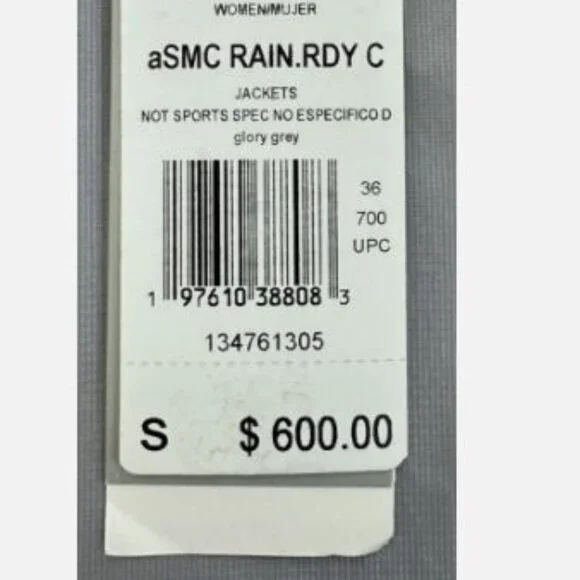 WOMEN/MUJER
aSMC RAIN.RDY C
JACKETS
NOT SPORTS SPEC NO ESPECIFICO D
glory grey
36
700
UPC
1 97610 38808 3
134761305
S $ 600.00